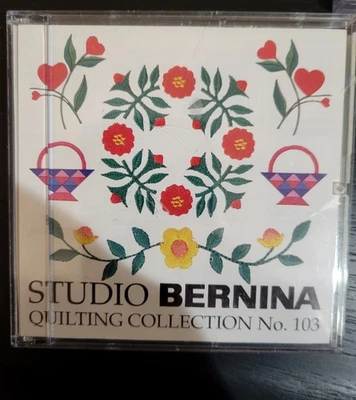 STUDIO BERNINA
QUILTING COLLECTION No. 103